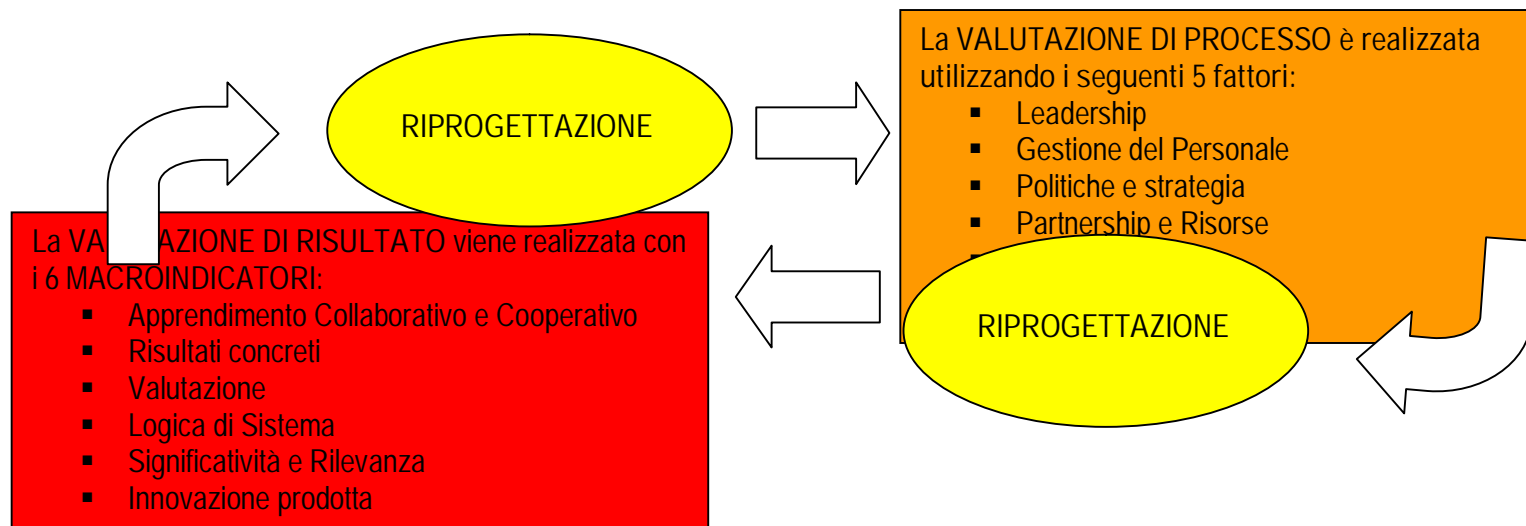 RIPROGETTAZIONE
La VALUTAZIONE DI PROCESSO è realizzata
utilizzando i seguenti 5 fattori:
▪ Leadership
▪ Gestione del Personale
▪ Politiche e strategia
▪ Partnership e Risorse
La VA AZIONE DI RISULTATO viene realizzata con
i 6 MACROINDICATORI:
▪ Apprendimento Collaborativo e Cooperativo
▪ Risultati concreti
▪ Valutazione
▪ Logica di Sistema
▪ Significatività e Rilevanza
▪ Innovazione prodotta
RIPROGETTAZIONE